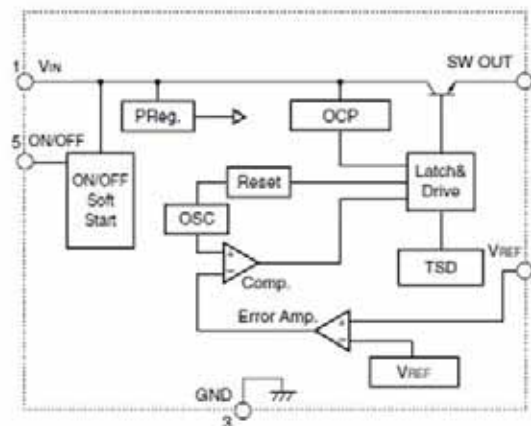 1 VIN
SW OUT
PReg.
OCP
5 ON/OFF
ON/OFF
Soft
Start
Reset
Latch&
Drive
OSC
+
−
Comp.
TSD
VREF
Error Amp.
+
−
VREF
GND
3